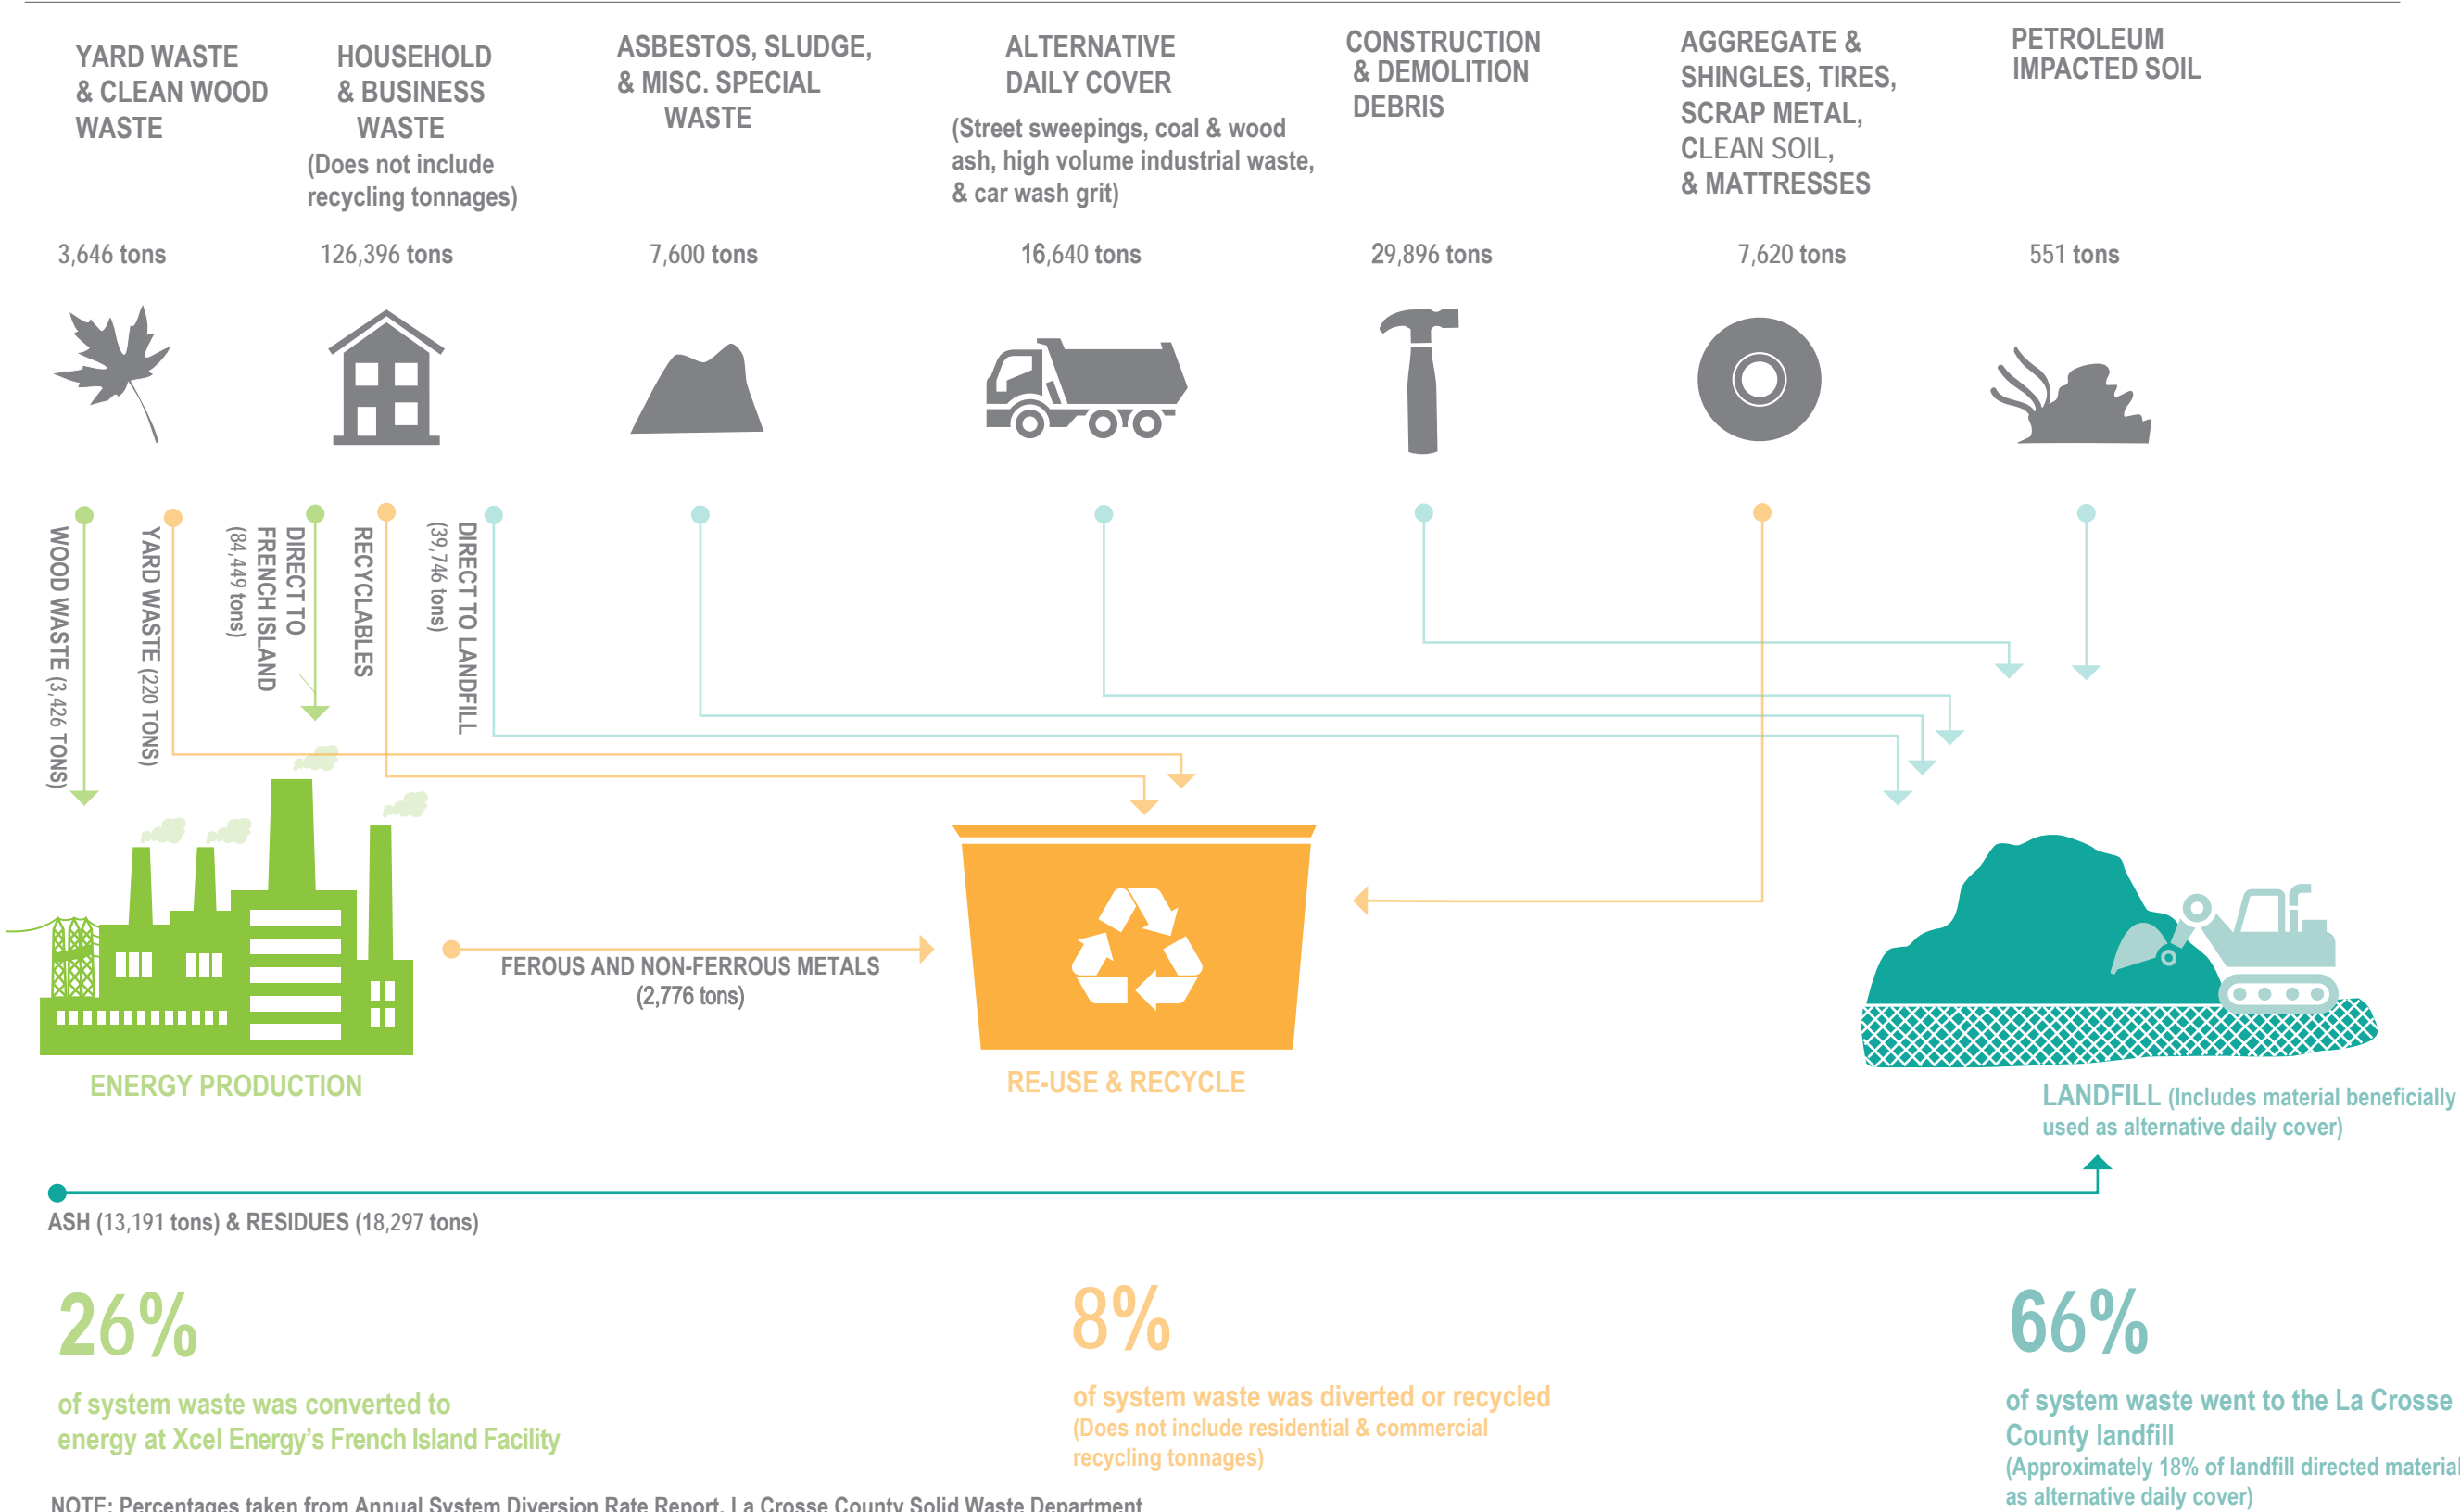 YARD WASTE
& CLEAN WOOD
WASTE
3,646 tons
HOUSEHOLD
& BUSINESS
WASTE
(Does not include
recycling tonnages)
126,396 tons
ASBESTOS, SLUDGE,
& MISC. SPECIAL
WASTE
7,600 tons
ALTERNATIVE
DAILY COVER
(Street sweepings, coal & wood
ash, high volume industrial waste,
& car wash grit)
16,640 tons
CONSTRUCTION
& DEMOLITION
DEBRIS
29,896 tons
AGGREGATE &
SHINGLES, TIRES,
SCRAP METAL,
CLEAN SOIL,
& MATTRESSES
7,620 tons
PETROLEUM
IMPACTED SOIL
551 tons
WOOD WASTE (3,426 TONS)
YARD WASTE (220 TONS)
DIRECT TO
FRENCH ISLAND
(84,449 tons)
RECYCLABLES
DIRECT TO LANDFILL
(39,746 tons)
FEROUS AND NON-FERROUS METALS
(2,776 tons)
ENERGY PRODUCTION
RE-USE & RECYCLE
LANDFILL (Includes material beneficially
used as alternative daily cover)
ASH (13,191 tons) & RESIDUES (18,297 tons)
26%
of system waste was converted to
energy at Xcel Energy’s French Island Facility
8%
of system waste was diverted or recycled
(Does not include residential & commercial
recycling tonnages)
66%
of system waste went to the La Crosse
County landfill
(Approximately 18% of landfill directed material
as alternative daily cover)
NOTE: Percentages taken from Annual System Diversion Rate Report, La Crosse County Solid Waste Department